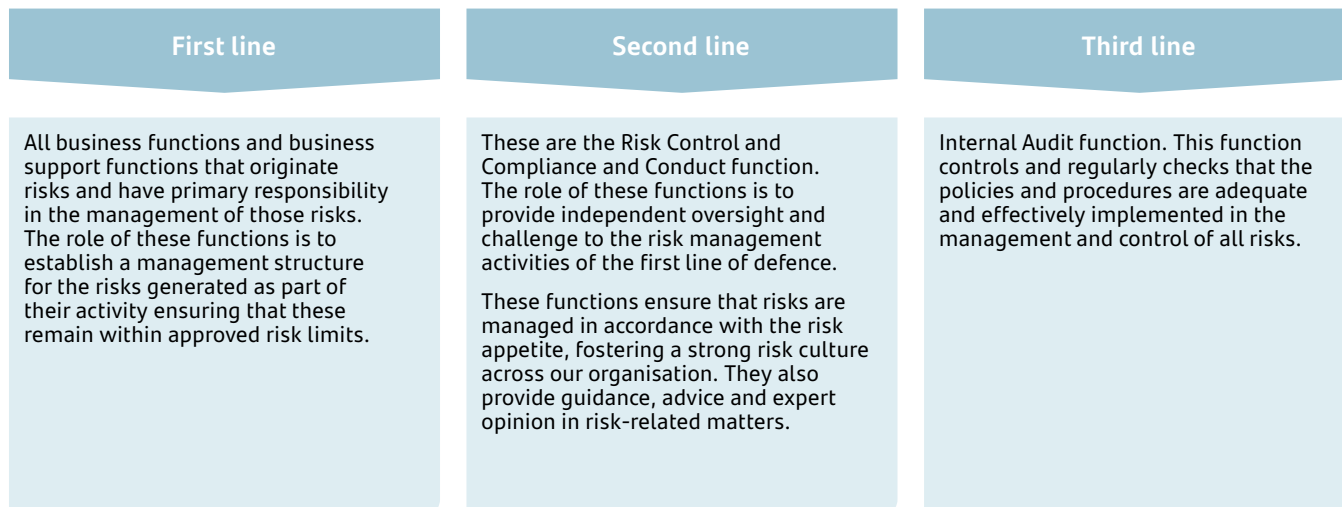 First line
All business functions and business
support functions that originate
risks and have primary responsibility
in the management of those risks.
The role of these functions is to
establish a management structure
for the risks generated as part of
their activity ensuring that these
remain within approved risk limits.
Second line
These are the Risk Control and
Compliance and Conduct function.
The role of these functions is to
provide independent oversight and
challenge to the risk management
activities of the first line of defence.
These functions ensure that risks are
managed in accordance with the risk
appetite, fostering a strong risk culture
across our organisation. They also
provide guidance, advice and expert
opinion in risk-related matters.
Third line
Internal Audit function. This function
controls and regularly checks that the
policies and procedures are adequate
and effectively implemented in the
management and control of all risks.